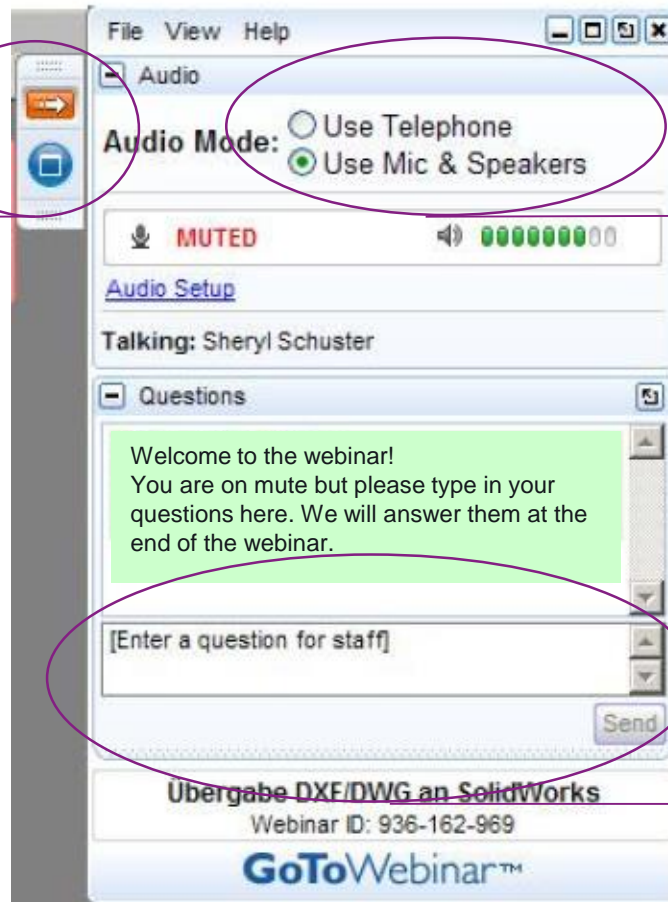 File View Help
Audio
Audio Mode:
Use Telephone
Use Mic & Speakers
MUTED
Audio Setup
Talking: Sheryl Schuster
Questions
Welcome to the webinar!
You are on mute but please type in your
questions here. We will answer them at the
end of the webinar.
[Enter a question for staff]
Send
Übergabe DXF/DWG an SolidWorks
Webinar ID: 936-162-969
GoToWebinar™